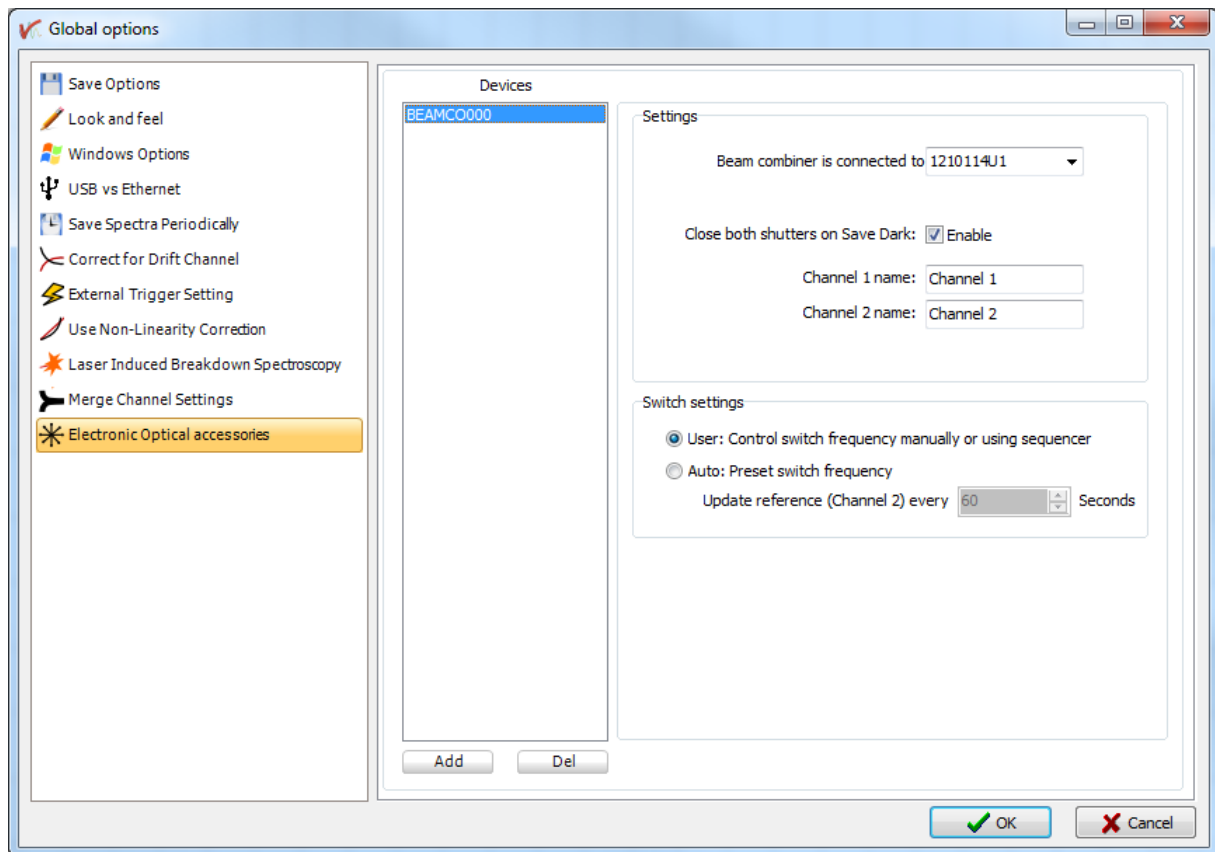 Global options
Save Options
Look and feel
Windows Options
USB vs Ethernet
Save Spectra Periodically
Correct for Drift Channel
External Trigger Setting
Use Non-Linearity Correction
Laser Induced Breakdown Spectroscopy
Merge Channel Settings
Electronic Optical accessories
Devices
BEAMCO000
Add Del
Settings
Beam combiner is connected to 1210114U1
Close both shutters on Save Dark: Enable
Channel 1 name: Channel 1
Channel 2 name: Channel 2
Switch settings
User: Control switch frequency manually or using sequencer
Auto: Preset switch frequency
Update reference (Channel 2) every 60 Seconds
OK Cancel